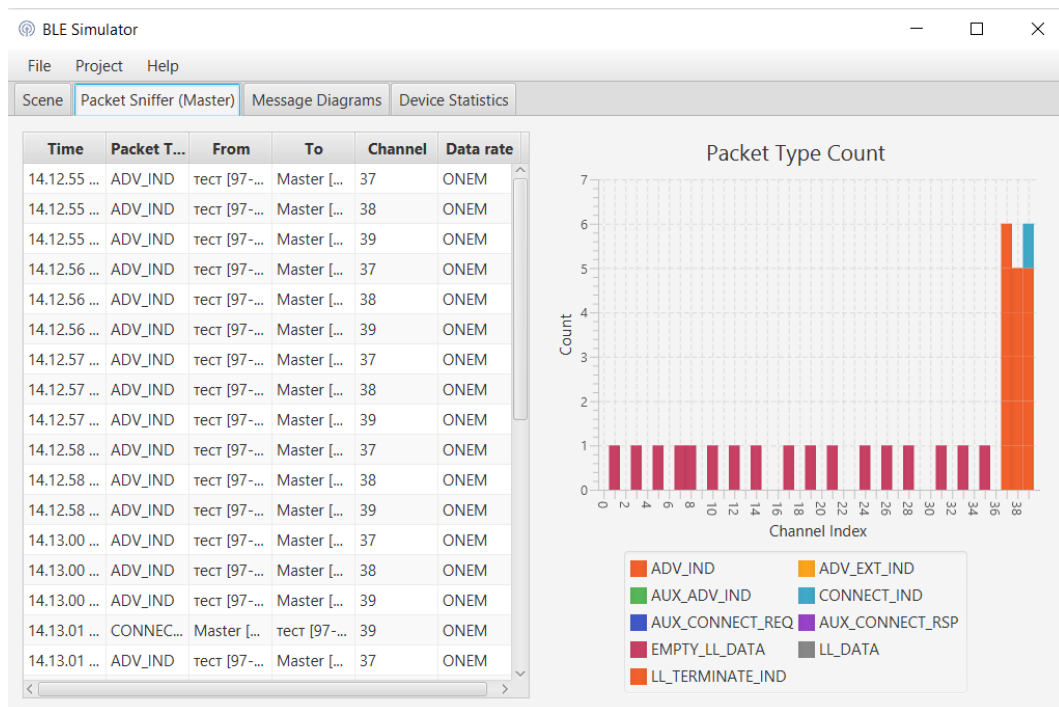 BLE Simulator
File Project Help
Scene Packet Sniffer (Master) Message Diagrams Device Statistics
Time Packet T... From To Channel Data rate
14.12.55 ... ADV_IND тест [97-... Master [... 37 ONEM
14.12.55 ... ADV_IND тест [97-... Master [... 38 ONEM
14.12.55 ... ADV_IND тест [97-... Master [... 39 ONEM
14.12.56 ... ADV_IND тест [97-... Master [... 37 ONEM
14.12.56 ... ADV_IND тест [97-... Master [... 38 ONEM
14.12.56 ... ADV_IND тест [97-... Master [... 39 ONEM
14.12.57 ... ADV_IND тест [97-... Master [... 37 ONEM
14.12.57 ... ADV_IND тест [97-... Master [... 38 ONEM
14.12.57 ... ADV_IND тест [97-... Master [... 39 ONEM
14.12.58 ... ADV_IND тест [97-... Master [... 37 ONEM
14.12.58 ... ADV_IND тест [97-... Master [... 38 ONEM
14.12.58 ... ADV_IND тест [97-... Master [... 39 ONEM
14.13.00 ... ADV_IND тест [97-... Master [... 37 ONEM
14.13.00 ... ADV_IND тест [97-... Master [... 38 ONEM
14.13.00 ... ADV_IND тест [97-... Master [... 39 ONEM
14.13.01 ... CONNEC... Master [... тест [97-... 39 ONEM
14.13.01 ... ADV_IND тест [97-... Master [... 37 ONEM
Packet Type Count
7
6
5
4
3
2
1
0
Count
0 2 4 6 8 10 12 14 16 18 20 22 24 26 28 30 32 34 36 38
Channel Index
ADV_IND ADV_EXT_IND
AUX_ADV_IND CONNECT_IND
AUX_CONNECT_REQ AUX_CONNECT_RSP
EMPTY_LL_DATA LL_DATA
LL_TERMINATE_IND